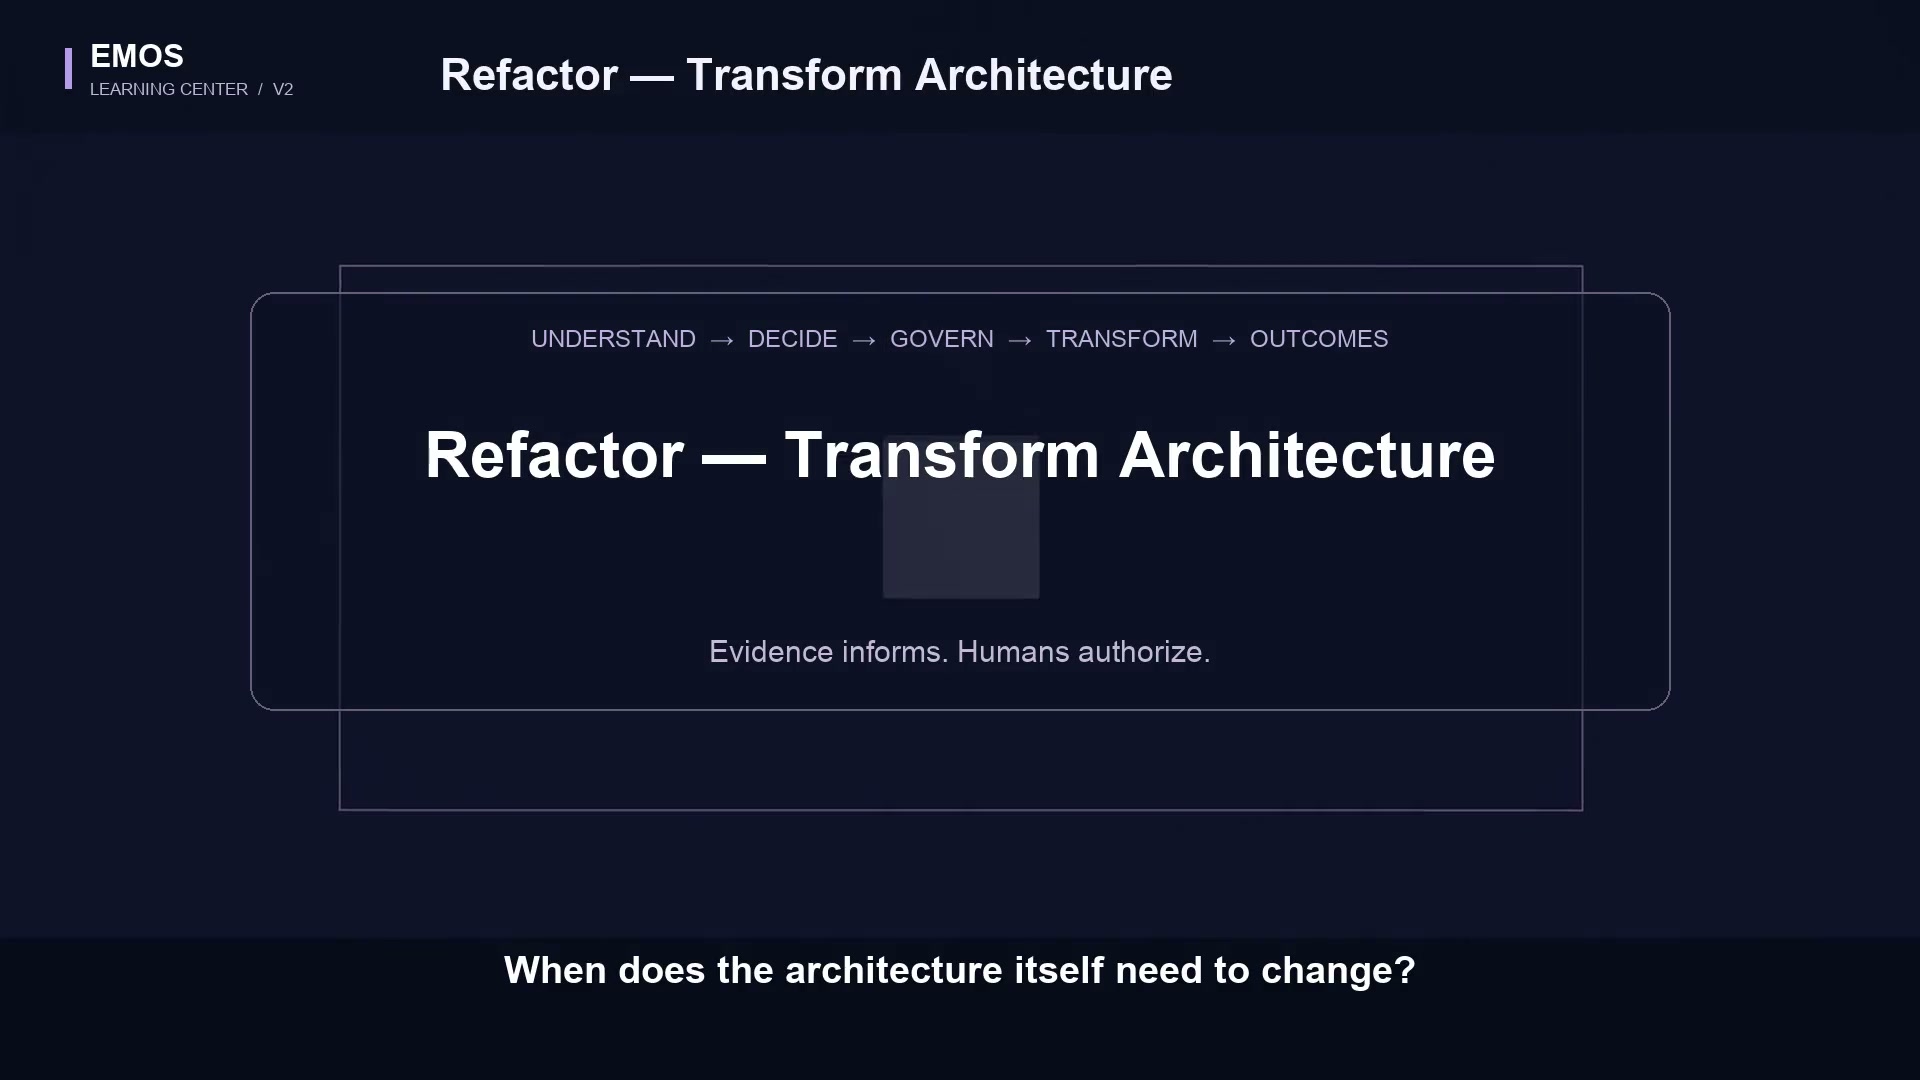 EMOS
LEARNING CENTER / V2
Refactor — Transform Architecture
UNDERSTAND → DECIDE → GOVERN → TRANSFORM → OUTCOMES
Refactor — Transform Architecture
Evidence informs. Humans authorize.
When does the architecture itself need to change?